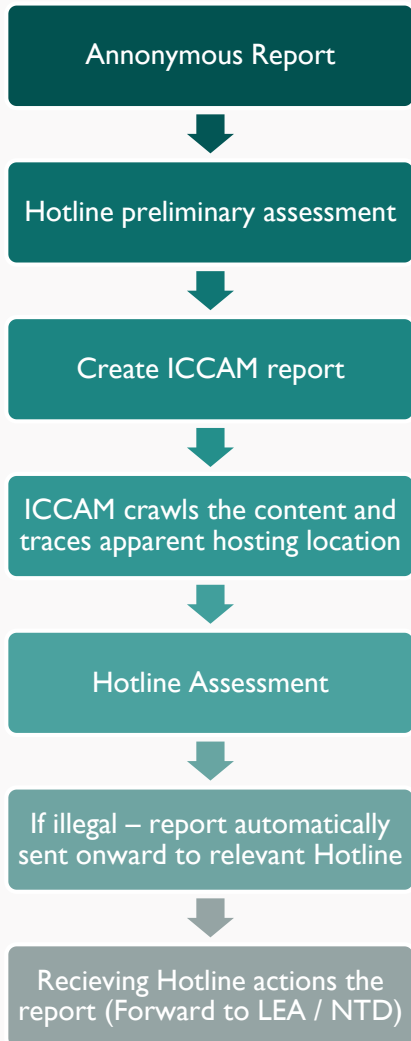 Annonymous Report
Hotline preliminary assessment
Create ICCAM report
ICCAM crawls the content and
traces apparent hosting location
Hotline Assessment
If illegal – report automatically
sent onward to relevant Hotline
Recieving Hotline actions the
report (Forward to LEA / NTD)